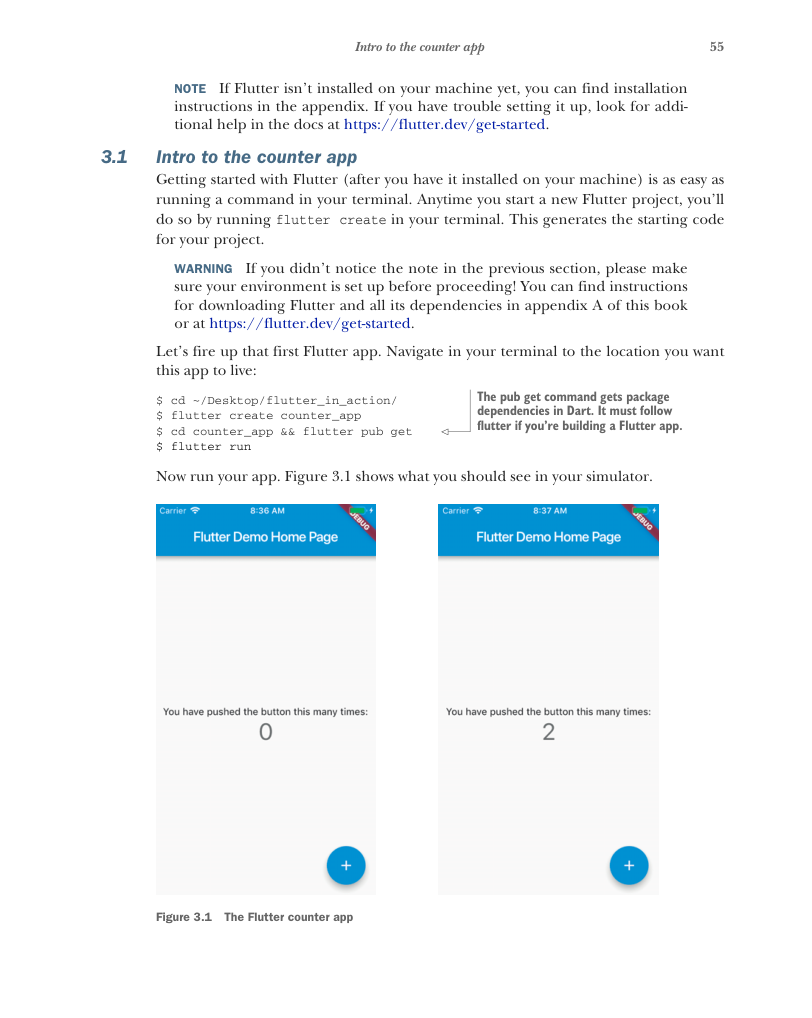 Intro to the counter app 55
NOTE If Flutter isn't installed on your machine yet, you can find installation
instructions in the appendix. If you have trouble setting it up, look for addi-
tional help in the docs at https://flutter.dev/get-started.
3.1 Intro to the counter app
Getting started with Flutter (after you have it installed on your machine) is as easy as
running a command in your terminal. Anytime you start a new Flutter project, you'll
do so by running flutter create in your terminal. This generates the starting code
for your project.
WARNING If you didn't notice the note in the previous section, please make
sure your environment is set up before proceeding! You can find instructions
for downloading Flutter and all its dependencies in appendix A of this book
or at https://flutter.dev/get-started.
Let's fire up that first Flutter app. Navigate in your terminal to the location you want
this app to live:
$ cd ~/Desktop/flutter_in_action/
$ flutter create counter_app
$ cd counter_app && flutter pub get
$ flutter run
The pub get command gets package
dependencies in Dart. It must follow
flutter if you're building a Flutter app.
Now run your app. Figure 3.1 shows what you should see in your simulator.
Carrier 8:36 AM
DEBUG
Flutter Demo Home Page
You have pushed the button this many times:
0
+
Carrier 8:37 AM
DEBUG
Flutter Demo Home Page
You have pushed the button this many times:
2
+
Figure 3.1 The Flutter counter app